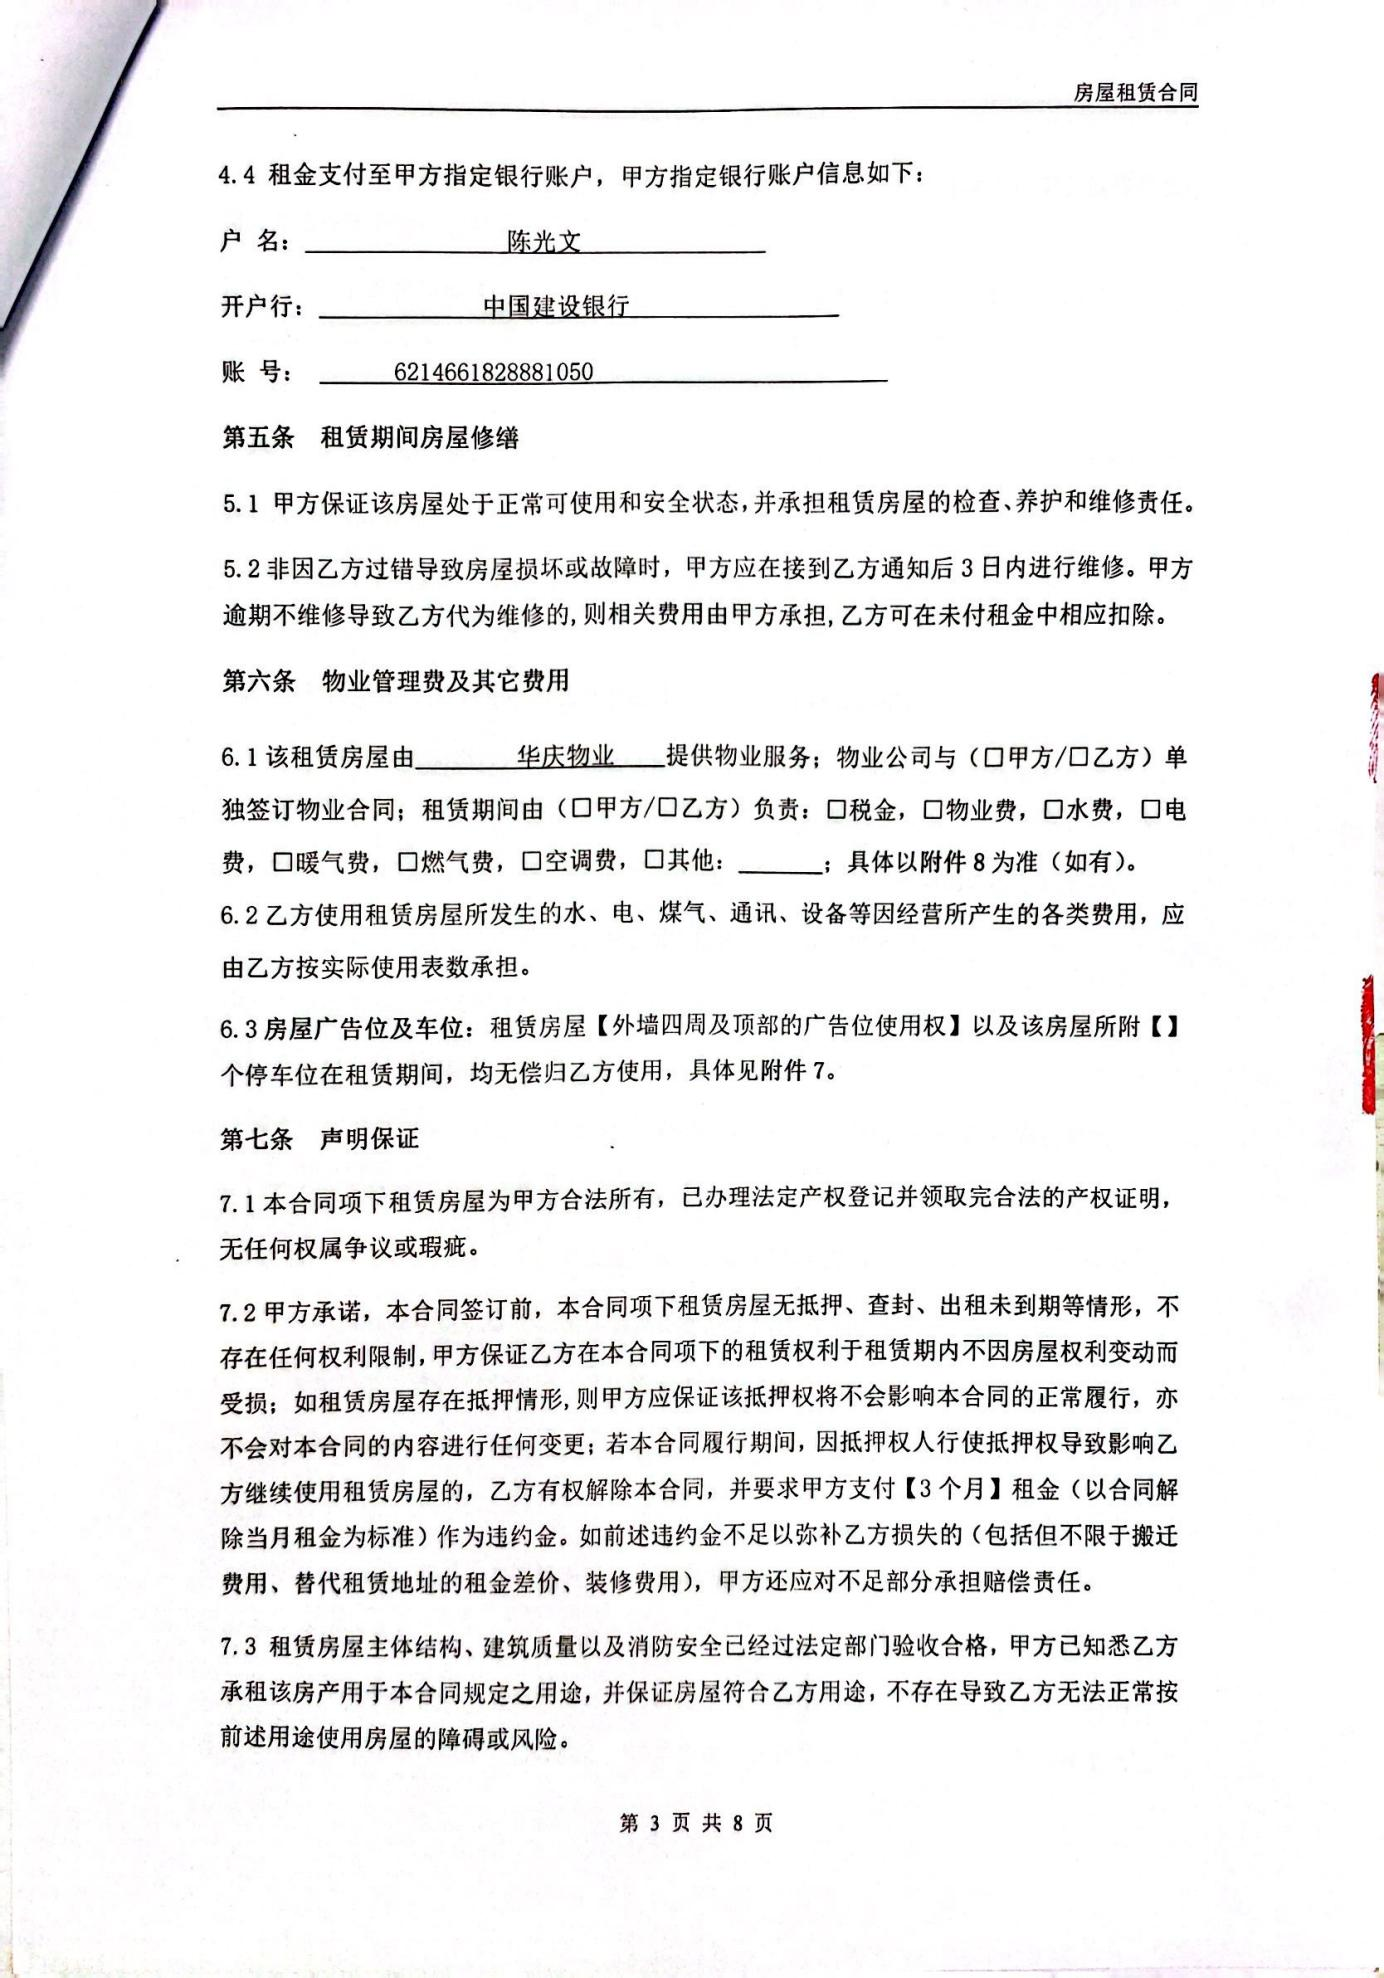 房屋租赁合同
4.4 租金支付至甲方指定银行账户，甲方指定银行账户信息如下：
户 名：陈光文
开户行：中国建设银行
账 号：6214661828881050
第五条 租赁期间房屋修缮
5.1 甲方保证该房屋处于正常可使用和安全状态,并承担租赁房屋的检查、养护和维修责任。
5.2非因乙方过错导致房屋损坏或故障时，甲方应在接到乙方通知后 3 日内进行维修。甲方
逾期不维修导致乙方代为维修的,则相关费用由甲方承担,乙方可在未付租金中相应扣除。
第六条 物业管理费及其它费用
6.1该租赁房屋由 华庆物业 提供物业服务；物业公司与（□甲方/□乙方）单
独签订物业合同；租赁期间由（□甲方/□乙方）负责：□税金，□物业费，□水费，□电
费，□暖气费，□燃气费，□空调费，□其他：______；具体以附件8为准（如有）。
6.2乙方使用租赁房屋所发生的水、电、煤气、通讯、设备等因经营所产生的各类费用，应
由乙方按实际使用表数承担。
6.3房屋广告位及车位：租赁房屋【外墙四周及顶部的广告位使用权】以及该房屋所附【】
个停车位在租赁期间，均无偿归乙方使用，具体见附件7。
第七条 声明保证
7.1本合同项下租赁房屋为甲方合法所有，已办理法定产权登记并领取完合法的产权证明，
无任何权属争议或瑕疵。
7.2甲方承诺，本合同签订前，本合同项下租赁房屋无抵押、查封、出租未到期等情形，不
存在任何权利限制,甲方保证乙方在本合同项下的租赁权利于租赁期内不因房屋权利变动而
受损；如租赁房屋存在抵押情形,则甲方应保证该抵押权将不会影响本合同的正常履行，亦
不会对本合同的内容进行任何变更；若本合同履行期间，因抵押权人行使抵押权导致影响乙
方继续使用租赁房屋的，乙方有权解除本合同，并要求甲方支付【3个月】租金（以合同解
除当月租金为标准）作为违约金。如前述违约金不足以弥补乙方损失的（包括但不限于搬迁
费用、替代租赁地址的租金差价、装修费用），甲方还应对不足部分承担赔偿责任。
7.3 租赁房屋主体结构、建筑质量以及消防安全已经过法定部门验收合格，甲方已知悉乙方
承租该房产用于本合同规定之用途，并保证房屋符合乙方用途，不存在导致乙方无法正常按
前述用途使用房屋的障碍或风险。
第 3 页 共 8 页